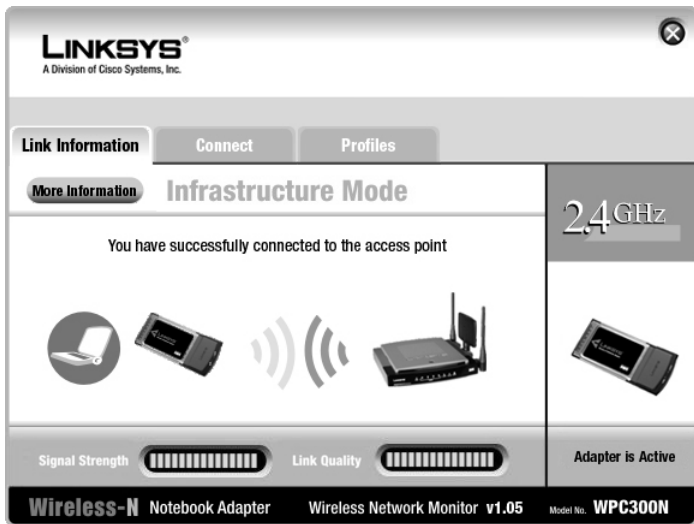 LINKSYS®
A Division of Cisco Systems, Inc.
Link Information
Connect
Profiles
More Information
Infrastructure Mode
2.4GHz
You have successfully connected to the access point
Signal Strength
Link Quality
Adapter is Active
Wireless-N Notebook Adapter
Wireless Network Monitor v1.05
Model No. WPC300N